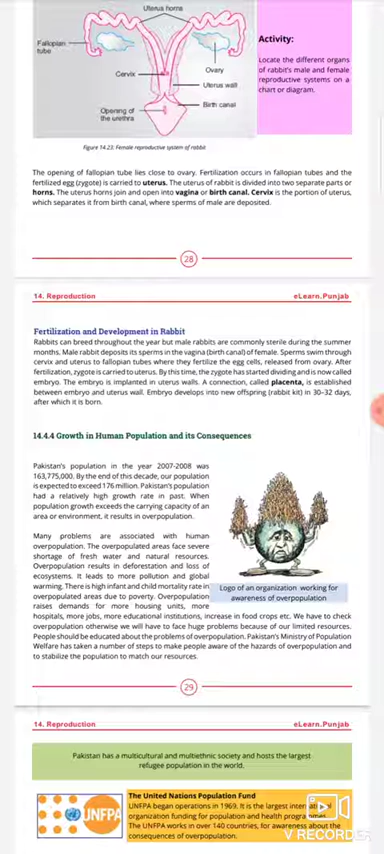 Uterus horns
Fallopian
tube
Activity:
Locate the different organs
of rabbit's male and female
reproductive systems on a
chart or diagram.
Ovary
Cervix
Uterus wall
Birth canal
Opening of
the urethra
Figure 14.23: Female reproductive system of rabbit
The opening of fallopian tube lies close to ovary. Fertilization occurs in fallopian tubes and the
fertilized egg (zygote) is carried to uterus. The uterus of rabbit is divided into two separate parts or
horns. The uterus horns join and open into vagina or birth canal. Cervix is the portion of uterus,
which separates it from birth canal, where sperms of male are deposited.
28
14. Reproduction
eLearn.Punjab
Fertilization and Development in Rabbit
Rabbits can breed throughout the year but male rabbits are commonly sterile during the summer
months. Male rabbit deposits its sperms in the vagina (birth canal) of female. Sperms swim through
cervix and uterus to fallopian tubes where they fertilize the egg cells, released from ovary. After
fertilization, zygote is carried to uterus. By this time, the zygote has started dividing and is now called
embryo. The embryo is implanted in uterus walls. A connection, called placenta, is established
between embryo and uterus wall. Embryo develops into new offspring (rabbit kit) in 30–32 days,
after which it is born.
14.4.4 Growth in Human Population and its Consequences
Pakistan's population in the year 2007-2008 was
163,775,000. By the end of this decade, our population
is expected to exceed 176 million. Pakistan's population
had a relatively high growth rate in past. When
population growth exceeds the carrying capacity of an
area or environment, it results in overpopulation.
Many problems are associated with human
overpopulation. The overpopulated areas face severe
shortage of fresh water and natural resources.
Overpopulation results in deforestation and loss of
ecosystems. It leads to more pollution and global
warming. There is high infant and child mortality rate in
overpopulated areas due to poverty. Overpopulation
raises demands for more housing units, more
Logo of an organization working for
awareness of overpopulation
hospitals, more jobs, more educational institutions, increase in food crops etc. We have to check
overpopulation otherwise we will have to face huge problems because of our limited resources.
People should be educated about the problems of overpopulation. Pakistan's Ministry of Population
Welfare has taken a number of steps to make people aware of the hazards of overpopulation and
to stabilize the population to match our resources.
29
14. Reproduction
eLearn.Punjab
Pakistan has a multicultural and multiethnic society and hosts the largest
refugee population in the world.
UNFPA
The United Nations Population Fund
UNFPA began operations in 1969. It is the largest international
organization funding for population and health programmes.
The UNFPA works in over 140 countries, for awareness about the
consequences of overpopulation.
V RECORDER